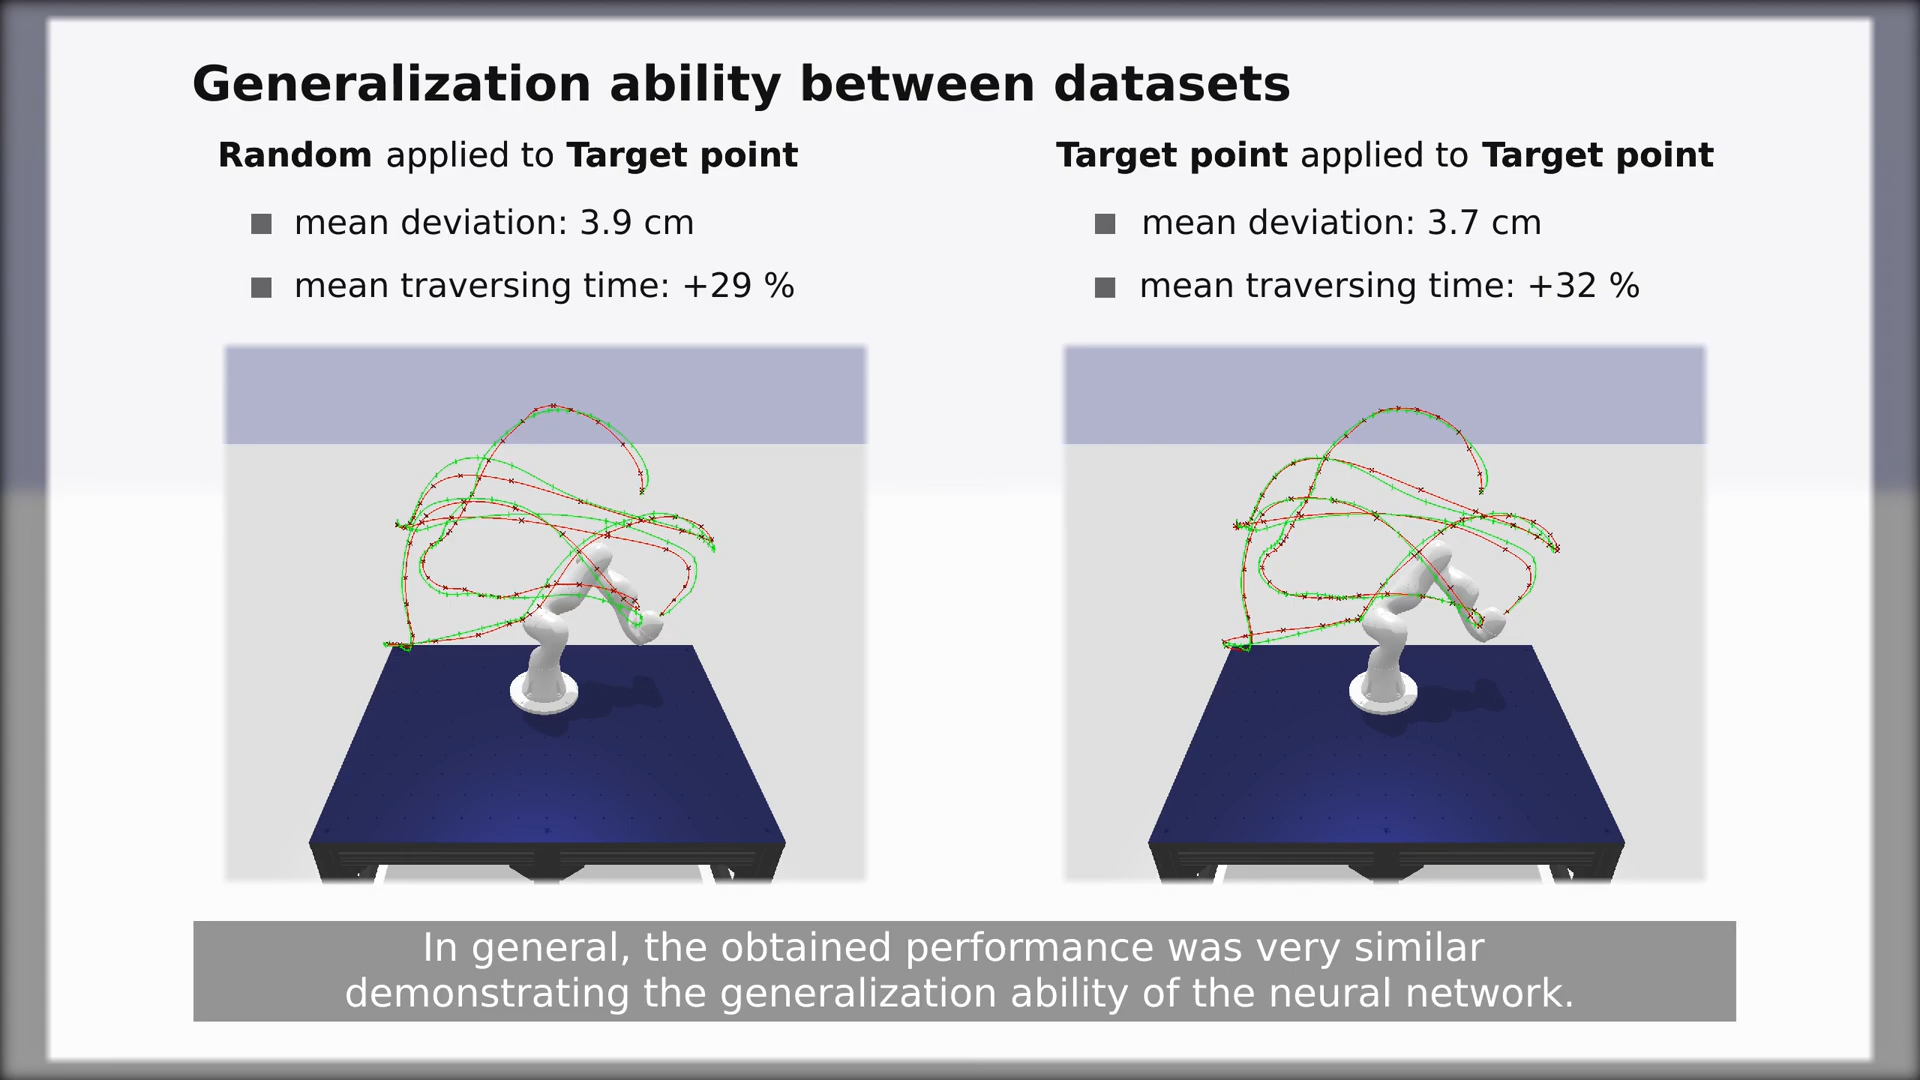 Generalization ability between datasets
Random applied to Target point
mean deviation: 3.9 cm
mean traversing time: +29 %
Target point applied to Target point
mean deviation: 3.7 cm
mean traversing time: +32 %
In general, the obtained performance was very similar
demonstrating the generalization ability of the neural network.